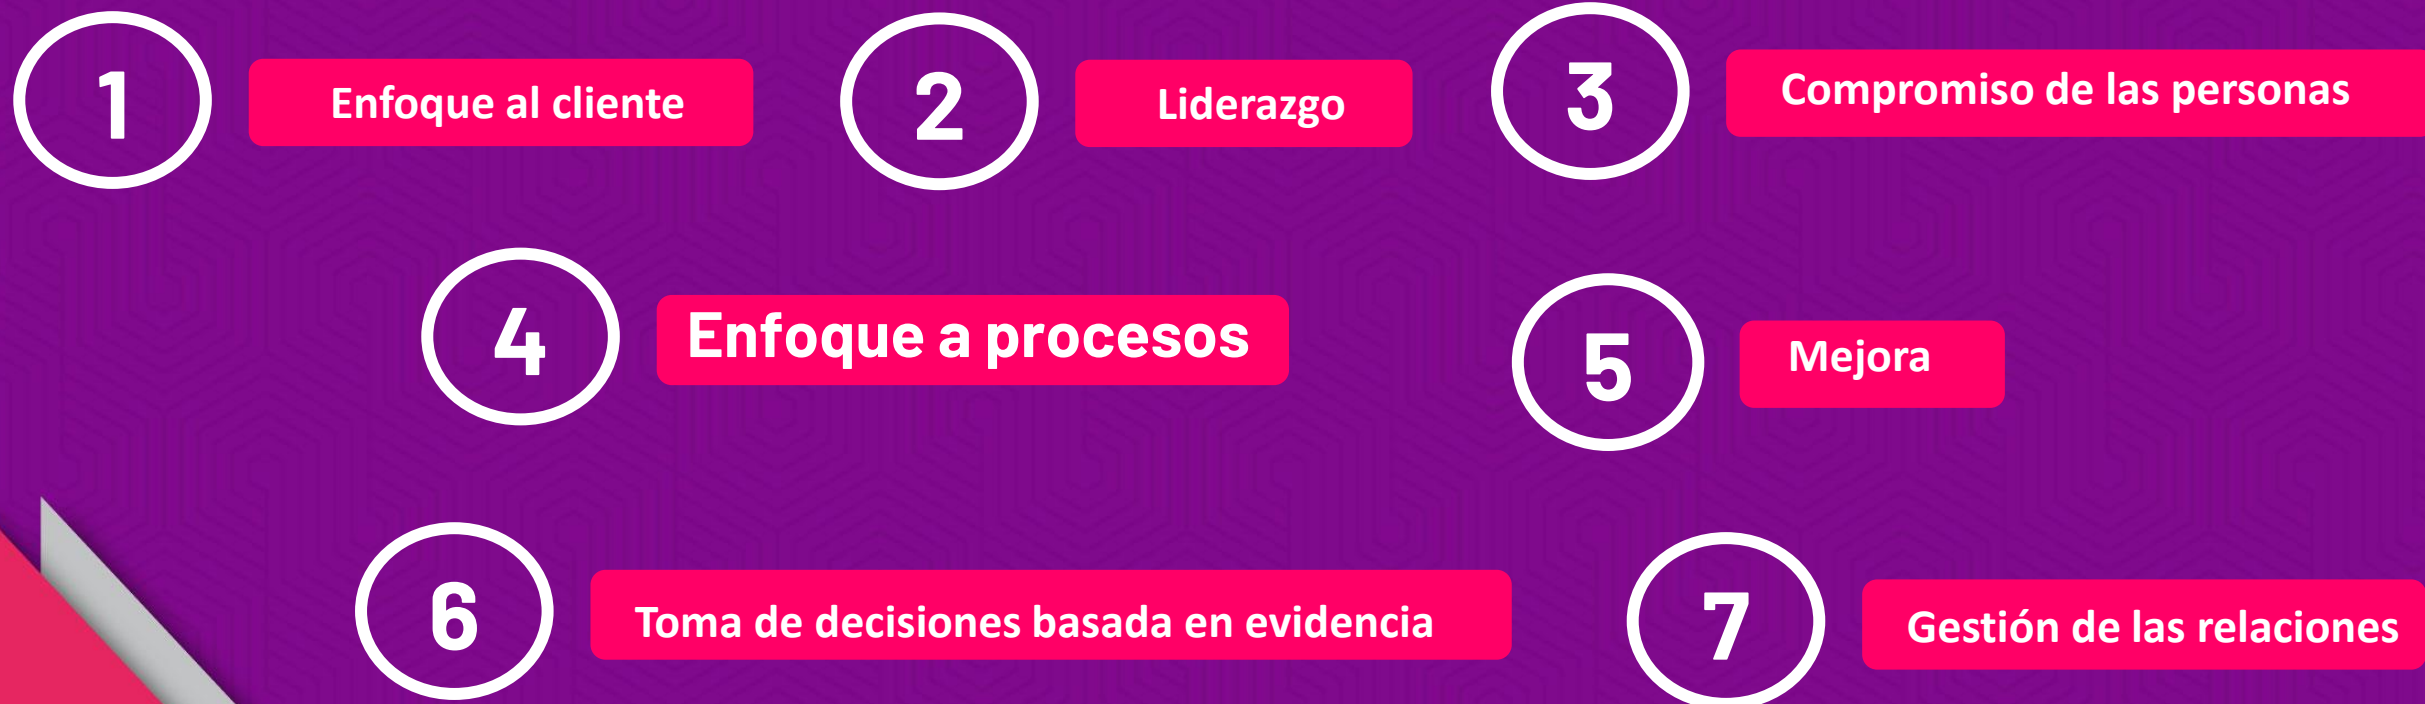 1
Enfoque al cliente
2
Liderazgo
3
Compromiso de las personas
4
Enfoque a procesos
5
Mejora
6
Toma de decisiones basada en evidencia
7
Gestión de las relaciones